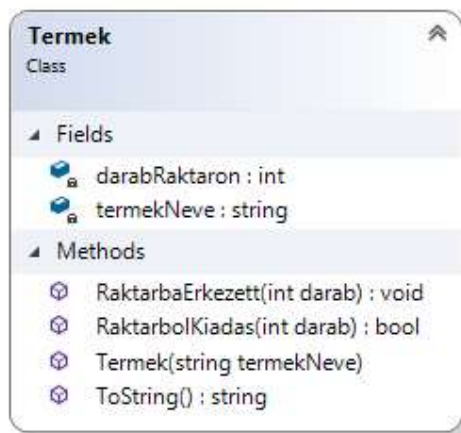 Termek
Class
Fields
darabRaktaron : int
termekNeve : string
Methods
RaktarbaErkezett(int darab) : void
RaktarbolKiadas(int darab) : bool
Termek(string termekNeve)
ToString() : string